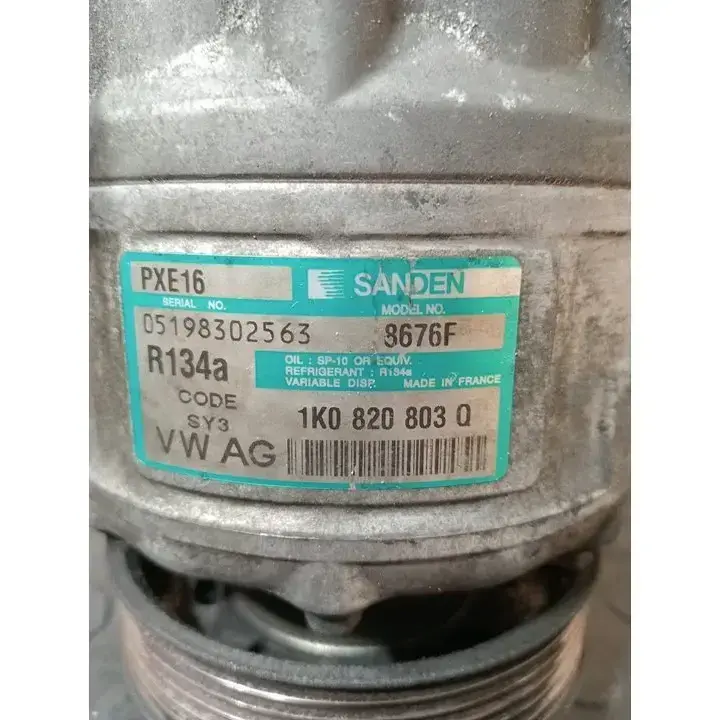 PXE16
SANDEN
SERIAL NO.
MODEL NO.
05198302563
8676F
R134a
OIL : SP-10 OR EQUIV.
REFRIGERANT : R134a
VARIABLE DISP. MADE IN FRANCE
CODE
SY3
1K0 820 803 Q
VW AG